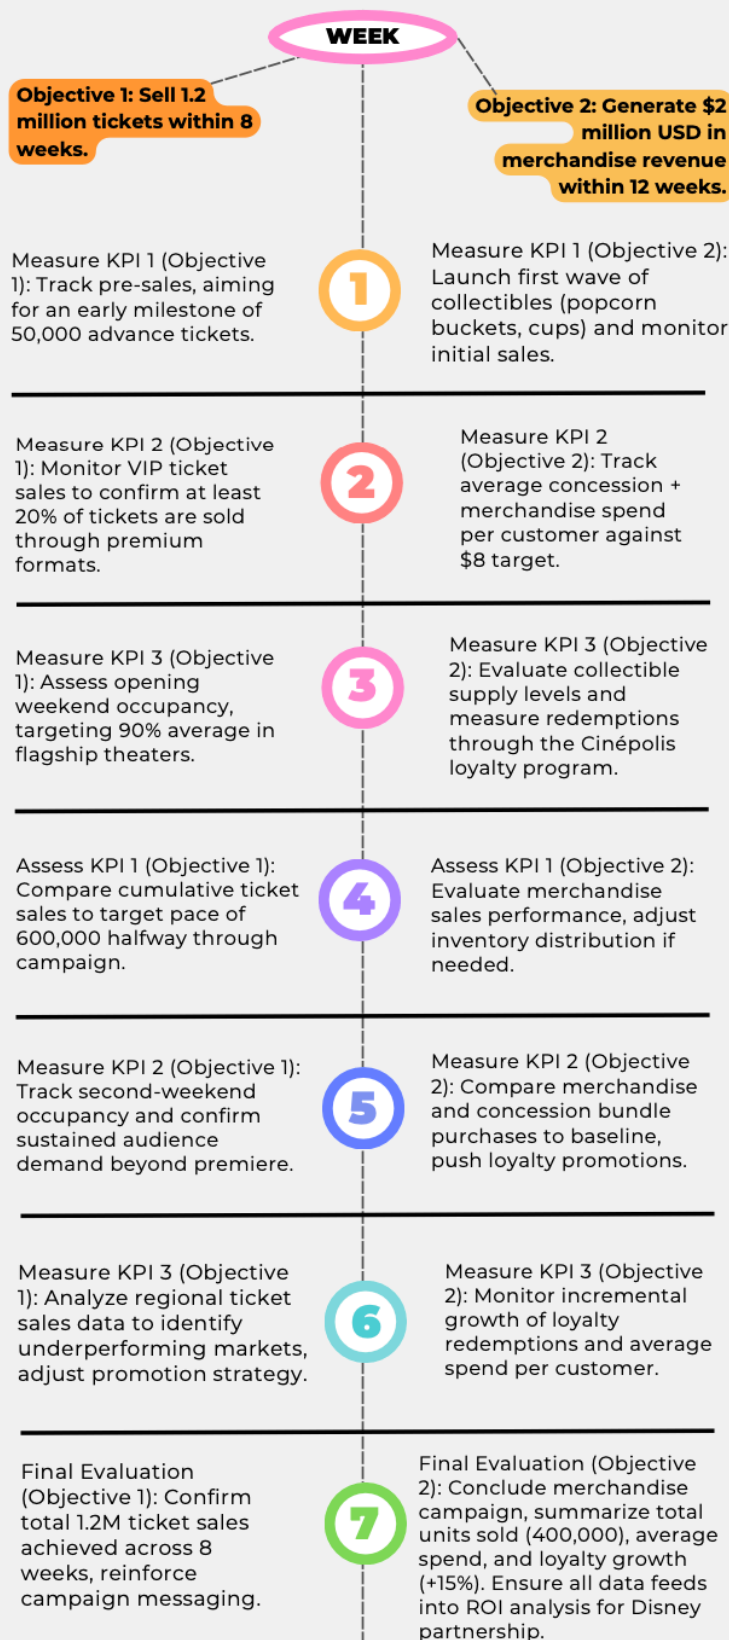 WEEK
Objective 1: Sell 1.2
million tickets within 8
weeks.
Objective 2: Generate $2
million USD in
merchandise revenue
within 12 weeks.
Measure KPI 1 (Objective
1): Track pre-sales, aiming
for an early milestone of
50,000 advance tickets.
1
Measure KPI 1 (Objective 2):
Launch first wave of
collectibles (popcorn
buckets, cups) and monitor
initial sales.
Measure KPI 2 (Objective
1): Monitor VIP ticket
sales to confirm at least
20% of tickets are sold
through premium
formats.
2
Measure KPI 2
(Objective 2): Track
average concession +
merchandise spend
per customer against
$8 target.
Measure KPI 3 (Objective
1): Assess opening
weekend occupancy,
targeting 90% average in
flagship theaters.
3
Measure KPI 3 (Objective
2): Evaluate collectible
supply levels and
measure redemptions
through the Cinépolis
loyalty program.
Assess KPI 1 (Objective 1):
Compare cumulative ticket
sales to target pace of
600,000 halfway through
campaign.
4
Assess KPI 1 (Objective 2):
Evaluate merchandise
sales performance, adjust
inventory distribution if
needed.
Measure KPI 2 (Objective 1):
Track second-weekend
occupancy and confirm
sustained audience
demand beyond premiere.
5
Measure KPI 2 (Objective
2): Compare merchandise
and concession bundle
purchases to baseline,
push loyalty promotions.
Measure KPI 3 (Objective
1): Analyze regional ticket
sales data to identify
underperforming markets,
adjust promotion strategy.
6
Measure KPI 3 (Objective
2): Monitor incremental
growth of loyalty
redemptions and average
spend per customer.
Final Evaluation
(Objective 1): Confirm
total 1.2M ticket sales
achieved across 8
weeks, reinforce
campaign messaging.
7
Final Evaluation (Objective
2): Conclude merchandise
campaign, summarize total
units sold (400,000), average
spend, and loyalty growth
(+15%). Ensure all data feeds
into ROI analysis for Disney
partnership.